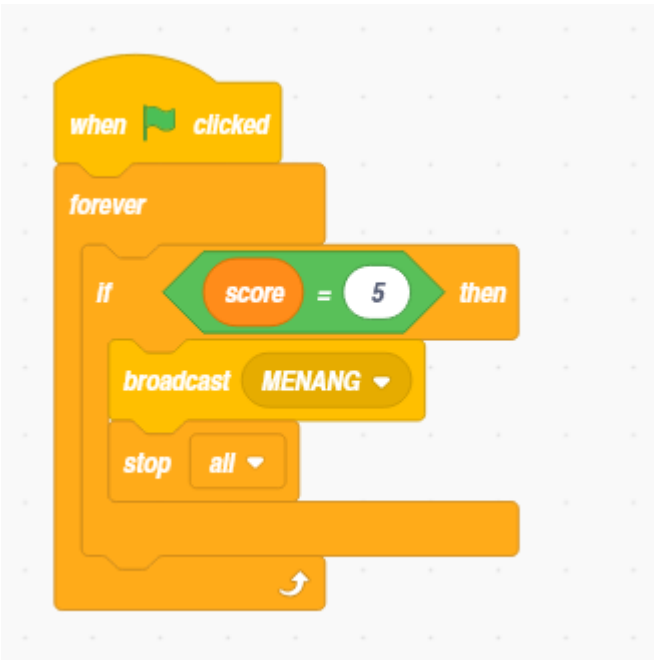 when clicked
forever
if score = 5 then
broadcast MENANG
stop all